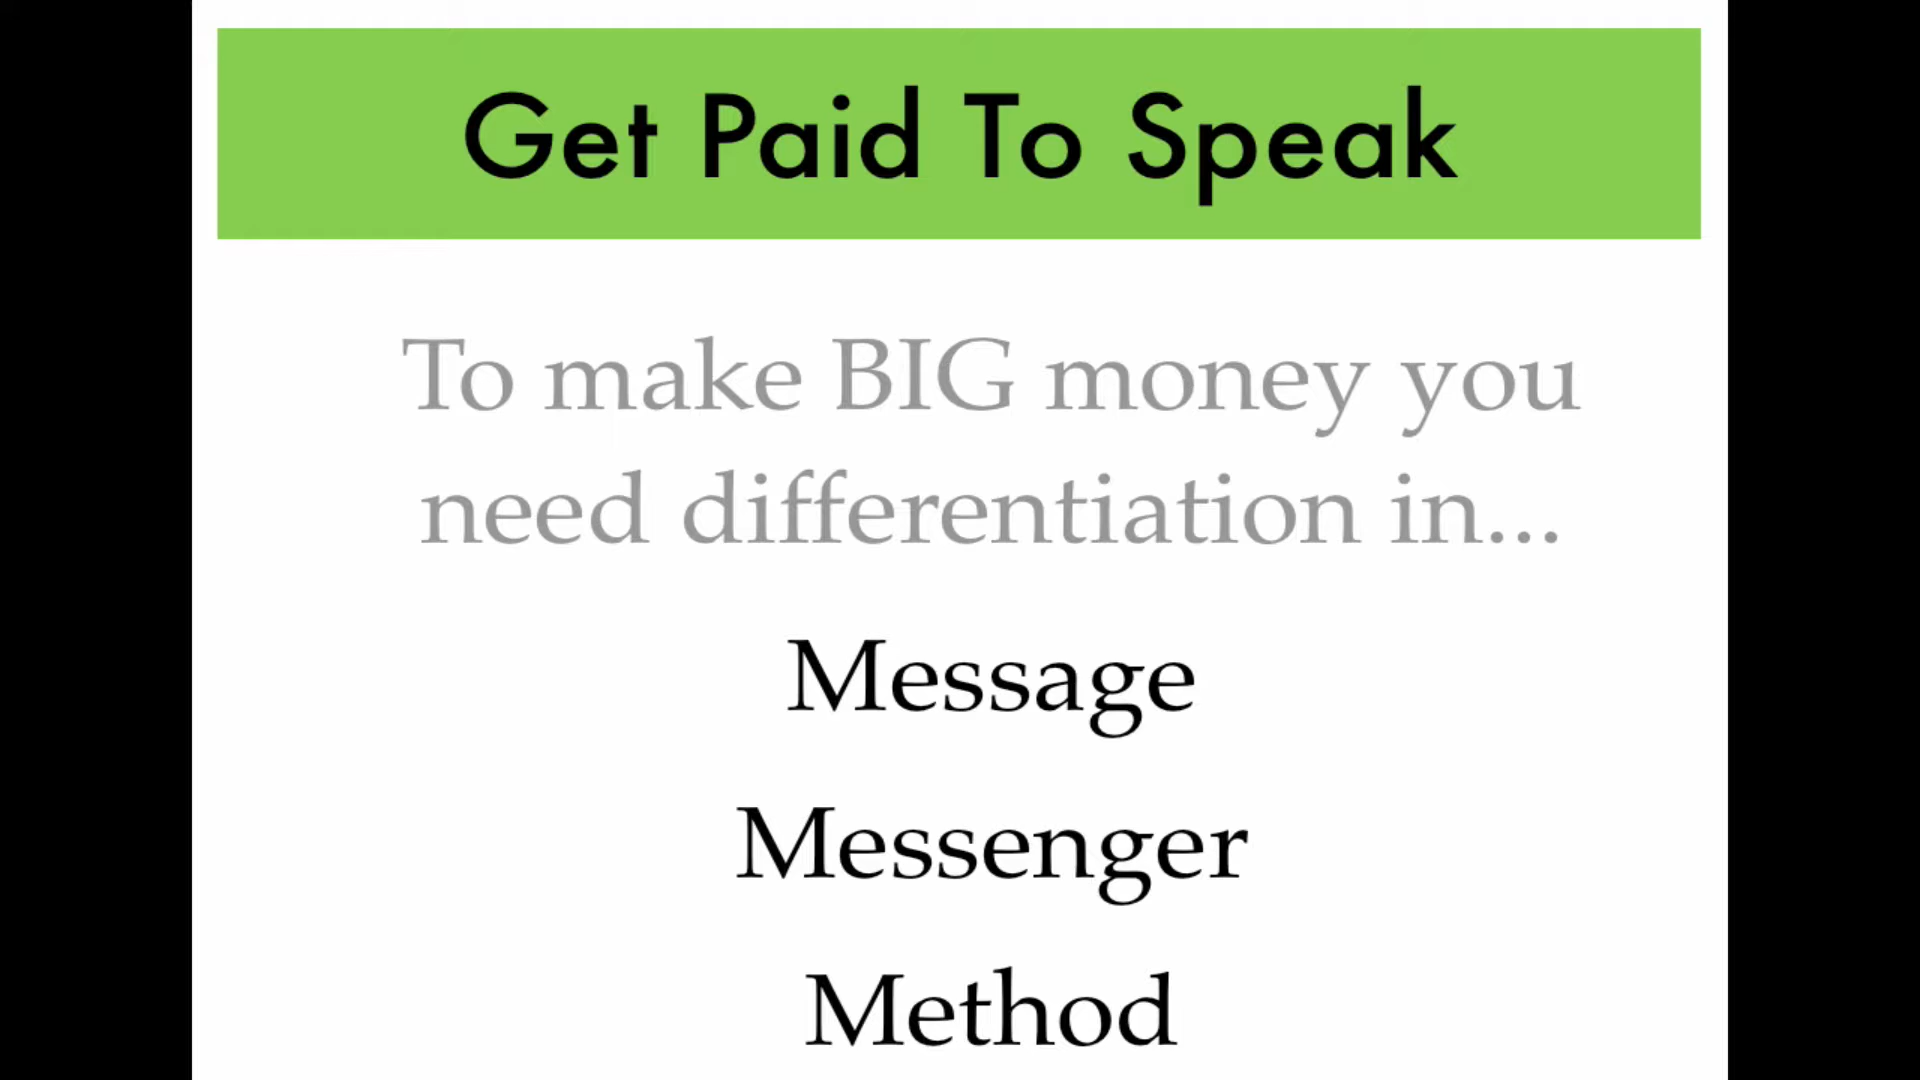 Get Paid To Speak
To make BIG money you
need differentiation in...
Message
Messenger
Method